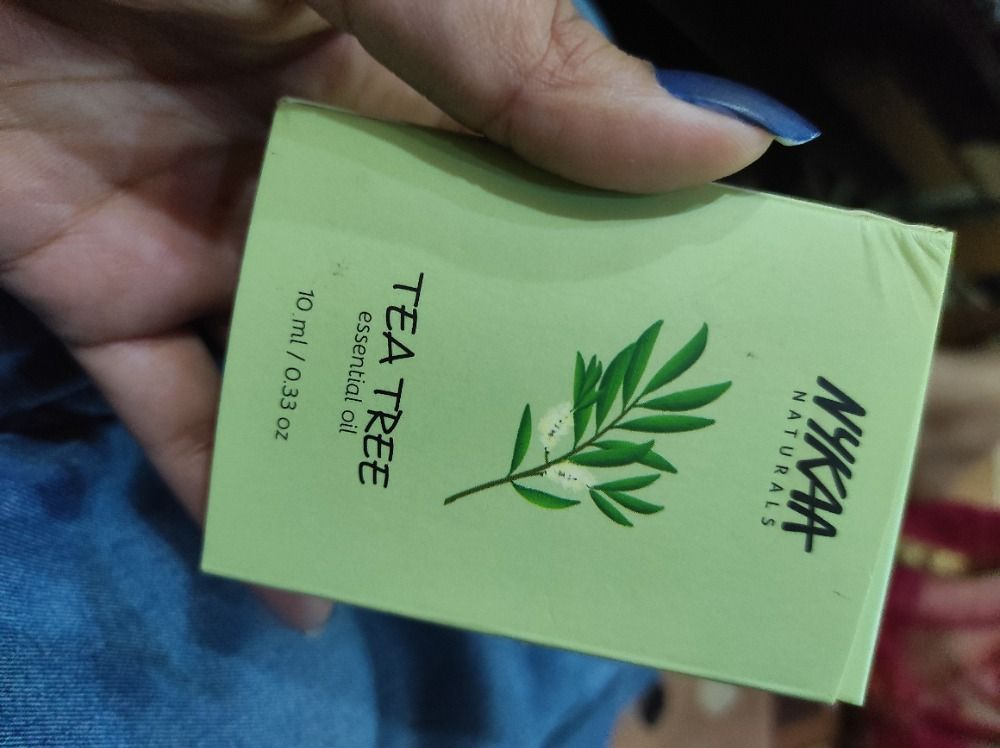 NYKAA
NATURALS
TEA TREE
essential oil
10 ml / 0.33 oz